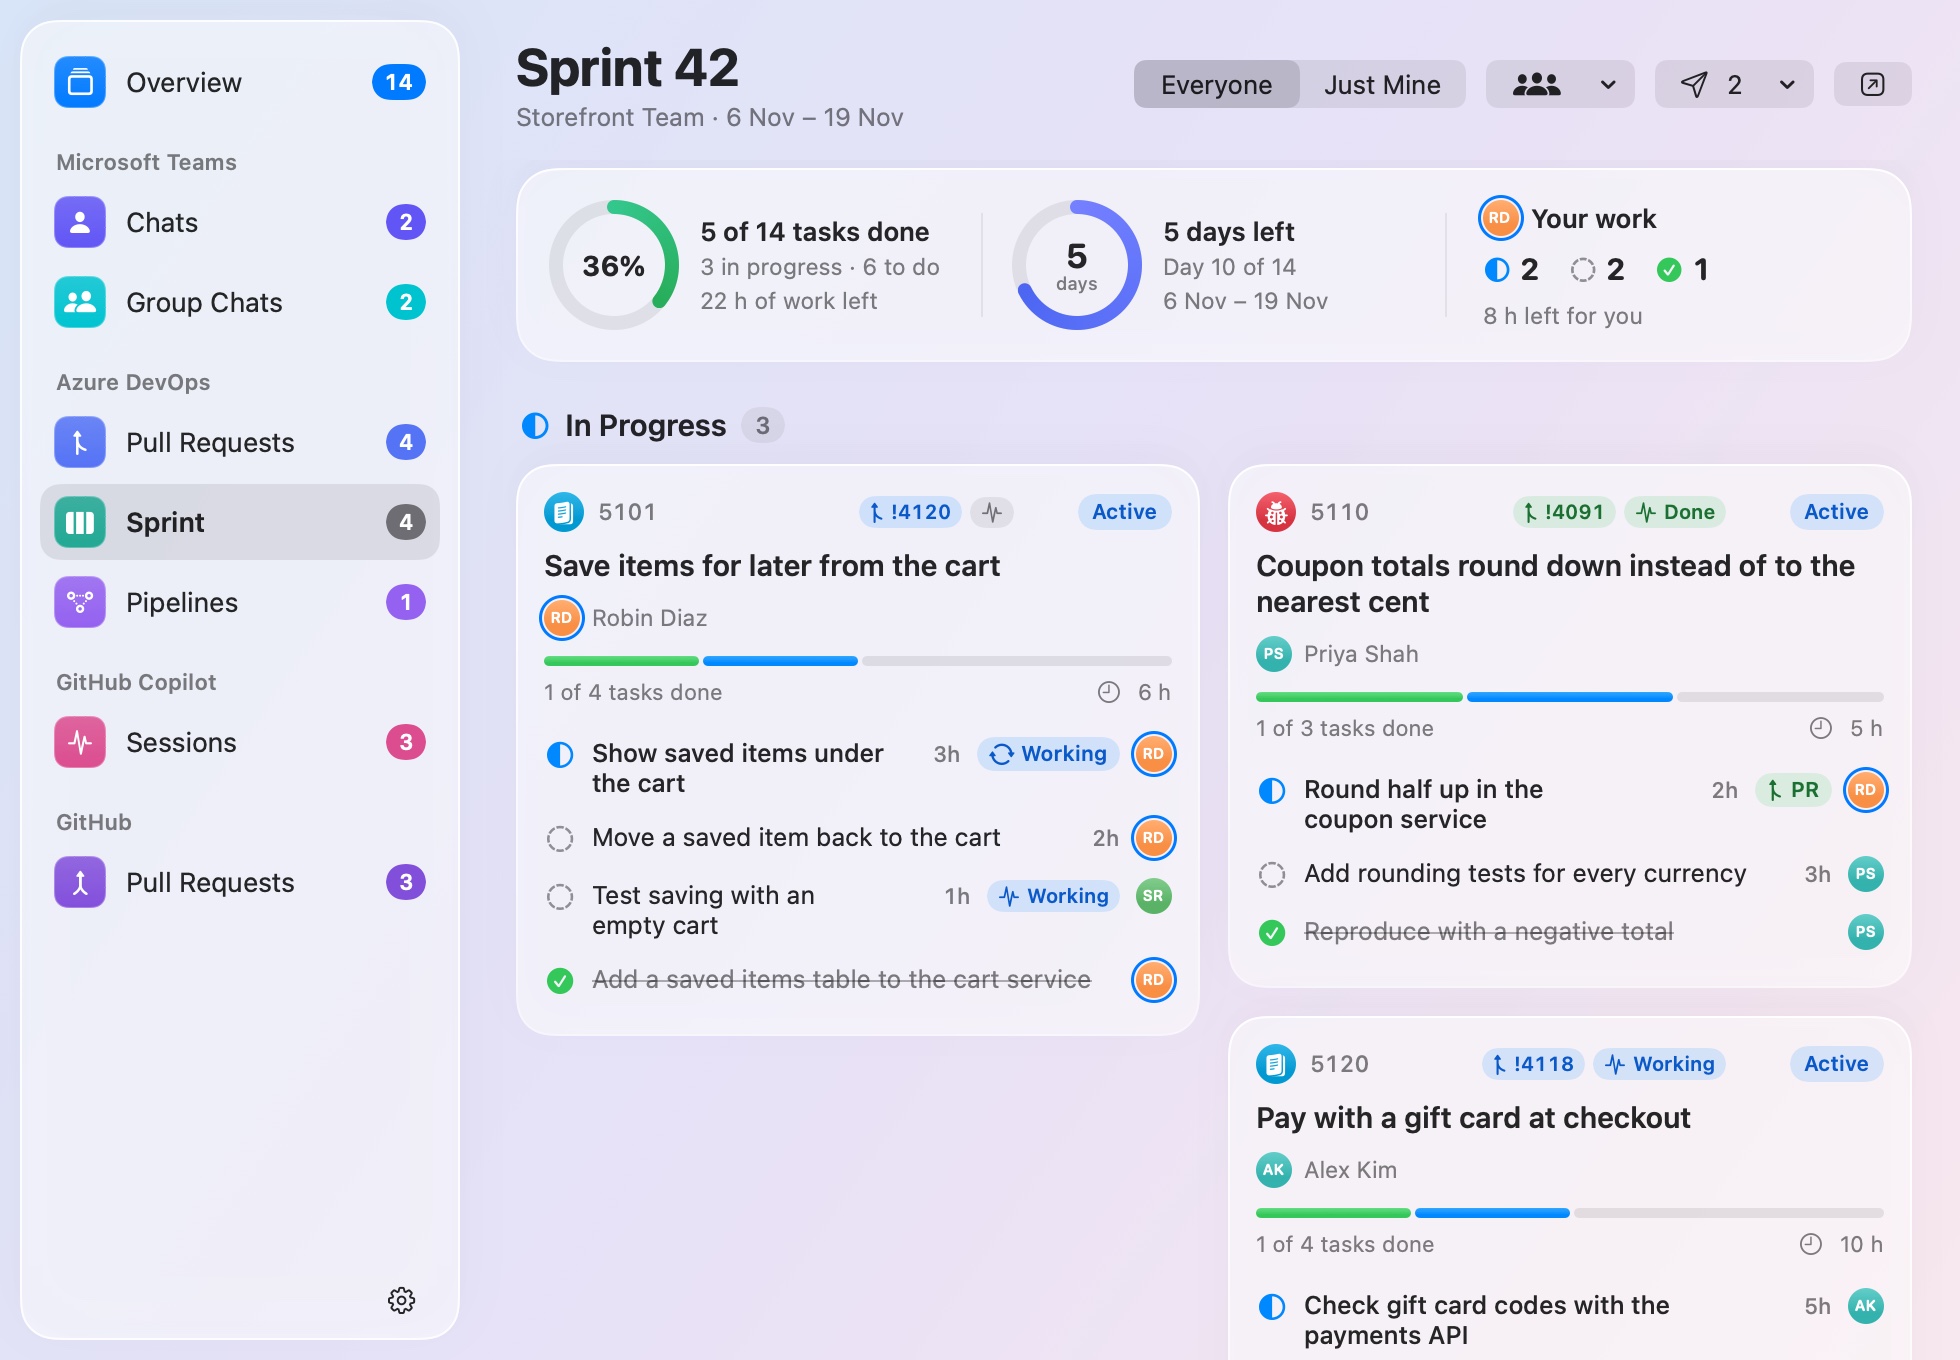 Overview 14
Microsoft Teams
Chats 2
Group Chats 2
Azure DevOps
Pull Requests 4
Sprint 4
Pipelines 1
GitHub Copilot
Sessions 3
GitHub
Pull Requests 3
Sprint 42
Storefront Team · 6 Nov – 19 Nov
Everyone Just Mine 2
36%
5 of 14 tasks done
3 in progress · 6 to do
22 h of work left
5
days
5 days left
Day 10 of 14
6 Nov – 19 Nov
RD Your work
2 2 1
8 h left for you
In Progress 3
5101 !4120 Active
Save items for later from the cart
RD Robin Diaz
1 of 4 tasks done 6 h
Show saved items under 3h Working RD
the cart
Move a saved item back to the cart 2h RD
Test saving with an 1h Working SR
empty cart
Add a saved items table to the cart service RD
5110 !4091 Done Active
Coupon totals round down instead of to the
nearest cent
PS Priya Shah
1 of 3 tasks done 5 h
Round half up in the 2h PR RD
coupon service
Add rounding tests for every currency 3h PS
Reproduce with a negative total PS
5120 !4118 Working Active
Pay with a gift card at checkout
AK Alex Kim
1 of 4 tasks done 10 h
Check gift card codes with the 5h AK
payments API